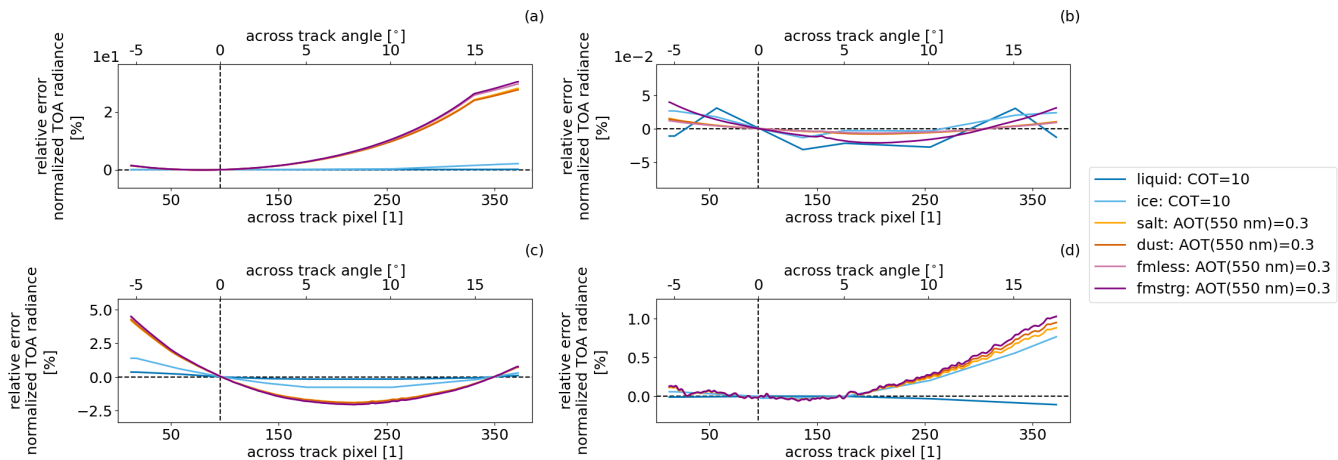 (a)
across track angle [°]
-5 0 5 10 15
1e1
relative error
normalized TOA radiance
[%]
2
0
50 150 250 350
across track pixel [1]
(b)
across track angle [°]
-5 0 5 10 15
1e−2
relative error
normalized TOA radiance
[%]
5
0
−5
50 150 250 350
across track pixel [1]
(c)
across track angle [°]
-5 0 5 10 15
relative error
normalized TOA radiance
[%]
5.0
2.5
0.0
−2.5
50 150 250 350
across track pixel [1]
(d)
across track angle [°]
-5 0 5 10 15
relative error
normalized TOA radiance
[%]
1.0
0.5
0.0
50 150 250 350
across track pixel [1]
liquid: COT=10
ice: COT=10
salt: AOT(550 nm)=0.3
dust: AOT(550 nm)=0.3
fmless: AOT(550 nm)=0.3
fmstrg: AOT(550 nm)=0.3